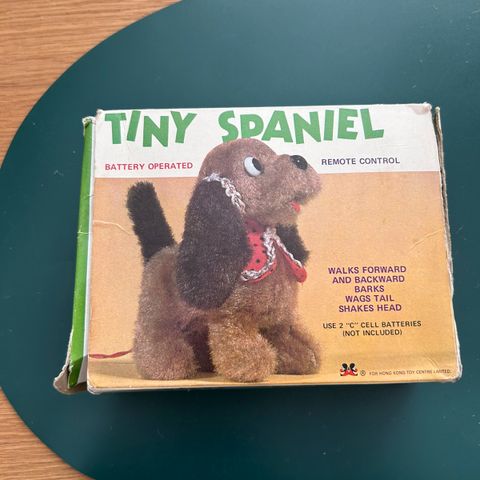 TINY SPANIEL
BATTERY OPERATED
REMOTE CONTROL
WALKS FORWARD
AND BACKWARD
BARKS
WAGS TAIL
SHAKES HEAD
USE 2 "C" CELL BATTERIES
(NOT INCLUDED)
® FOR HONG KONG TOY CENTRE LIMITED.